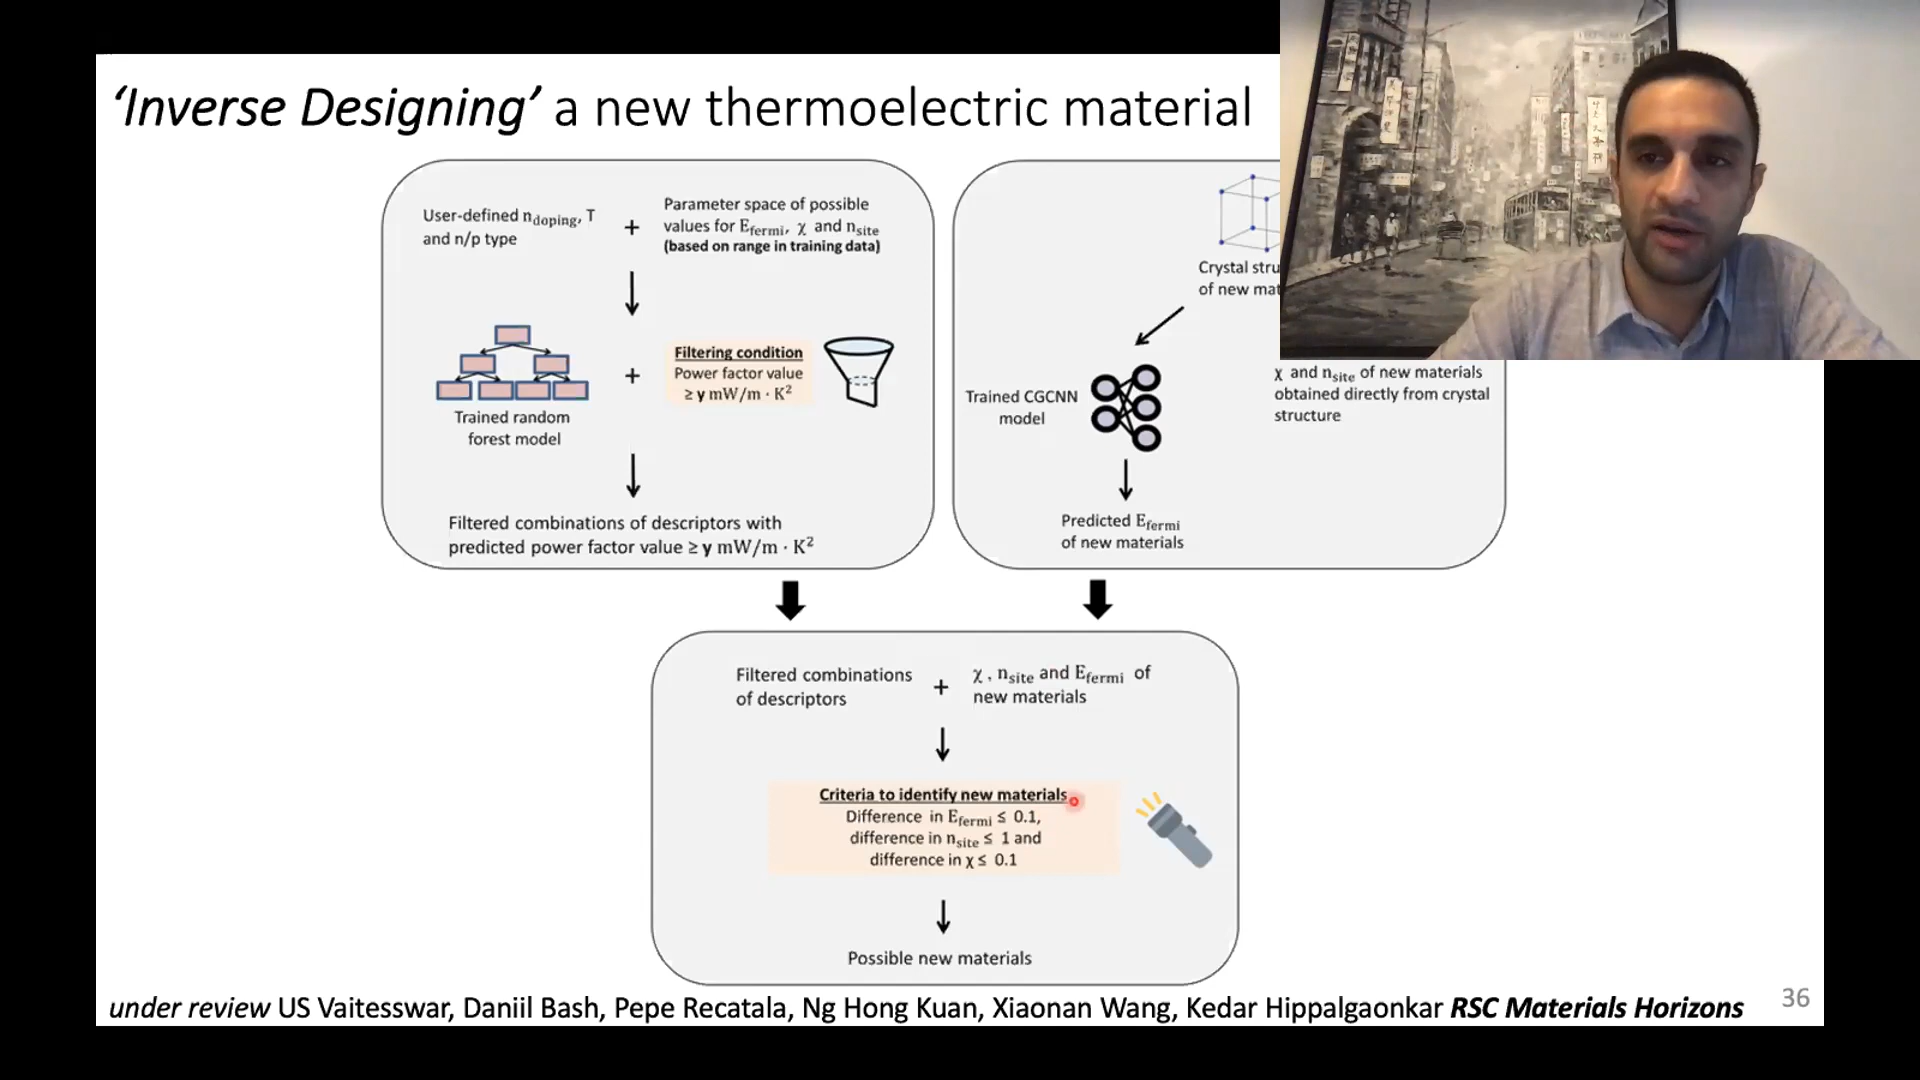 ‘Inverse Designing’ a new thermoelectric material
User-defined n_doping, T
and n/p type
+
Parameter space of possible
values for E_fermi, χ and n_site
(based on range in training data)
Trained random
forest model
+
Filtering condition
Power factor value
≥ y mW/m · K²
Filtered combinations of descriptors with
predicted power factor value ≥ y mW/m · K²
Crystal stru
of new mat
Trained CGCNN
model
χ and n_site of new materials
obtained directly from crystal
structure
Predicted E_fermi
of new materials
Filtered combinations
of descriptors
+
χ, n_site and E_fermi of
new materials
Criteria to identify new materials
Difference in E_fermi ≤ 0.1,
difference in n_site ≤ 1 and
difference in χ ≤ 0.1
Possible new materials
under review US Vaitesswar, Daniil Bash, Pepe Recatala, Ng Hong Kuan, Xiaonan Wang, Kedar Hippalgaonkar RSC Materials Horizons
36